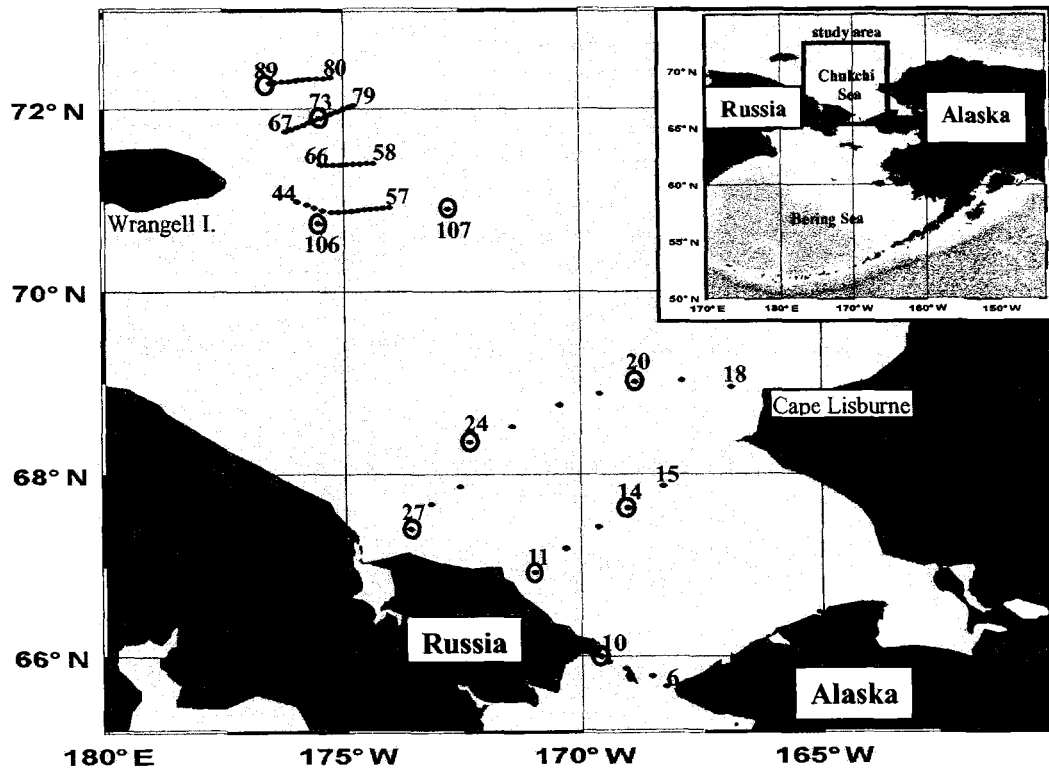 study area
70° N
Chukchi
Sea
Russia
Alaska
65° N
60° N
Bering Sea
55° N
50° N
170° E
180° W
170° W
160° W
150° W
89
80
72° N
73
79
67
66
58
44
57
Wrangell I.
106
107
70° N
20
18
Cape Lisburne
24
68° N
15
14
27
11
Russia
10
66° N
6
Alaska
180° W
175° W
170° W
165° W